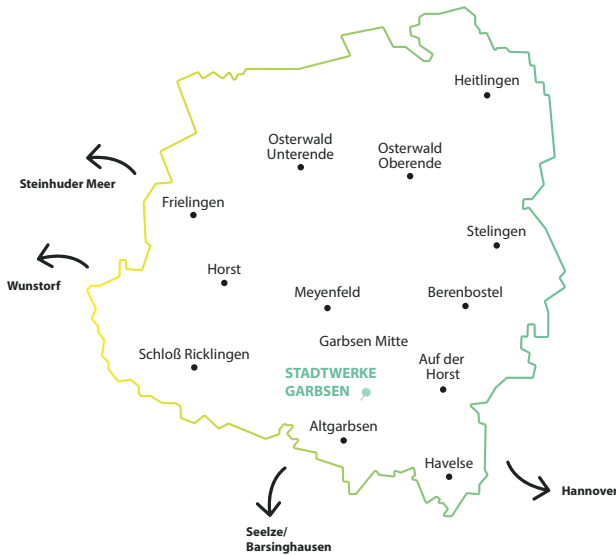 Heitlingen
Osterwald
Unterende
Osterwald
Oberende
Steinhuder Meer
Frielingen
Stelingen
Wunstorf
Horst
Meyenfeld
Berenbostel
Garbsen Mitte
Schloß Ricklingen
Auf der
Horst
STADTWERKE
GARBSEN
Altgarbsen
Havelse
Hannover
Seelze/
Barsinghausen